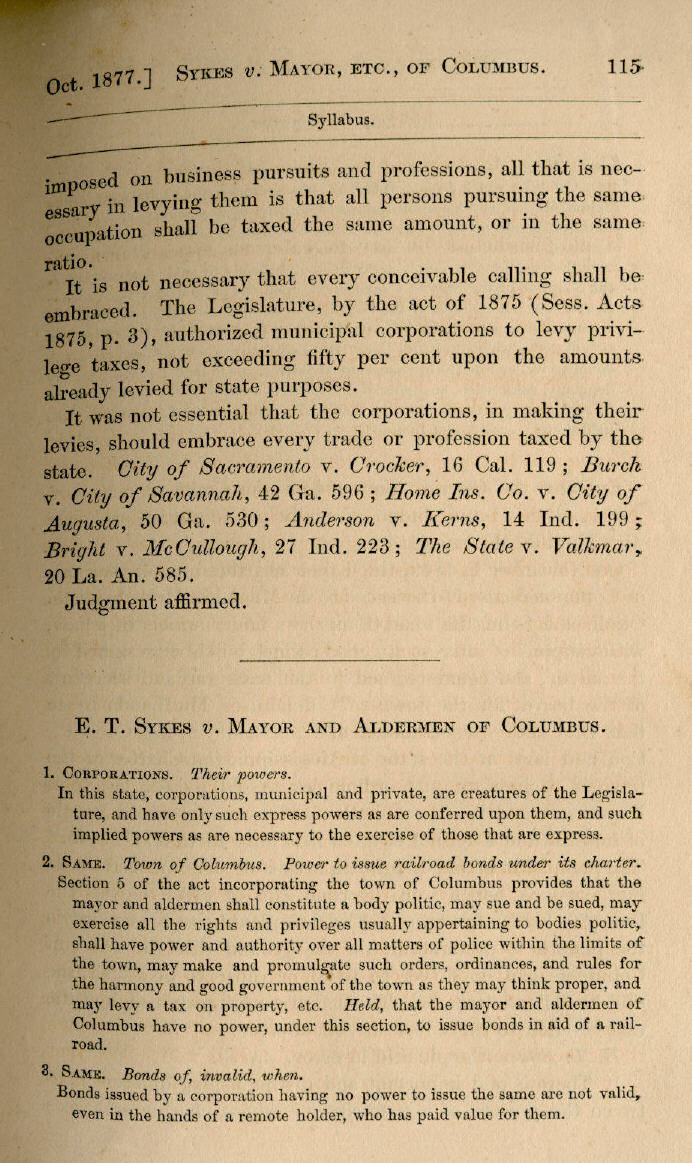 Oct. 1877.] Sykes v. Mayor, etc., of Columbus. 115
Syllabus.
imposed on business pursuits and professions, all that is nec-
essary in levying them is that all persons pursuing the same
occupation shall be taxed the same amount, or in the same
ratio.
It is not necessary that every conceivable calling shall be
embraced. The Legislature, by the act of 1875 (Sess. Acts
1875, p. 3), authorized municipal corporations to levy privi-
lege taxes, not exceeding fifty per cent upon the amounts
already levied for state purposes.
It was not essential that the corporations, in making their
levies, should embrace every trade or profession taxed by the
state. City of Sacramento v. Crocker, 16 Cal. 119; Burch
v. City of Savannah, 42 Ga. 596; Home Ins. Co. v. City of
Augusta, 50 Ga. 530; Anderson v. Kerns, 14 Ind. 199;
Bright v. McCullough, 27 Ind. 223; The State v. Valkmar,
20 La. An. 585.
Judgment affirmed.
E. T. Sykes v. Mayor and Aldermen of Columbus.
1. Corporations. Their powers.
In this state, corporations, municipal and private, are creatures of the Legisla-
ture, and have only such express powers as are conferred upon them, and such
implied powers as are necessary to the exercise of those that are express.
2. Same. Town of Columbus. Power to issue railroad bonds under its charter.
Section 5 of the act incorporating the town of Columbus provides that the
mayor and aldermen shall constitute a body politic, may sue and be sued, may
exercise all the rights and privileges usually appertaining to bodies politic,
shall have power and authority over all matters of police within the limits of
the town, may make and promulgate such orders, ordinances, and rules for
the harmony and good government of the town as they may think proper, and
may levy a tax on property, etc. Held, that the mayor and aldermen of
Columbus have no power, under this section, to issue bonds in aid of a rail-
road.
3. Same. Bonds of, invalid, when.
Bonds issued by a corporation having no power to issue the same are not valid,
even in the hands of a remote holder, who has paid value for them.